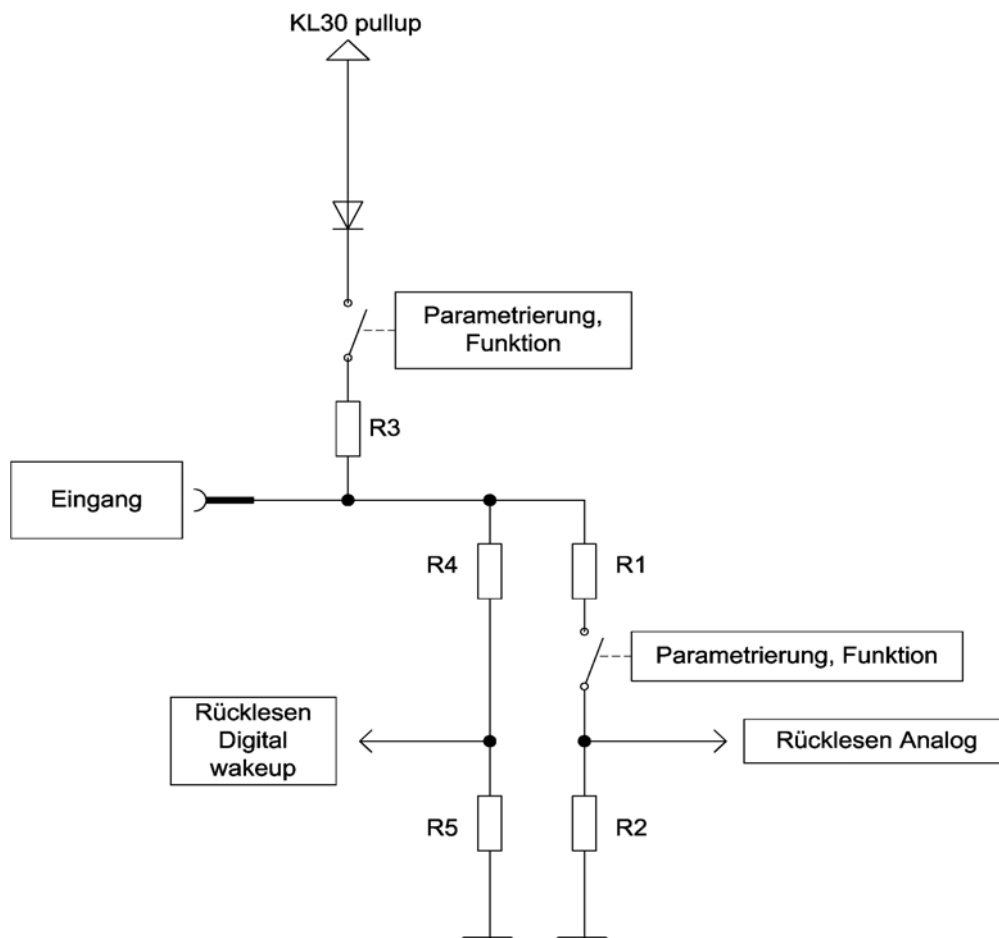 KL30 pullup
Parametrierung,
Funktion
R3
Eingang
R4
R1
Parametrierung, Funktion
Rücklesen
Digital
wakeup
Rücklesen Analog
R5
R2